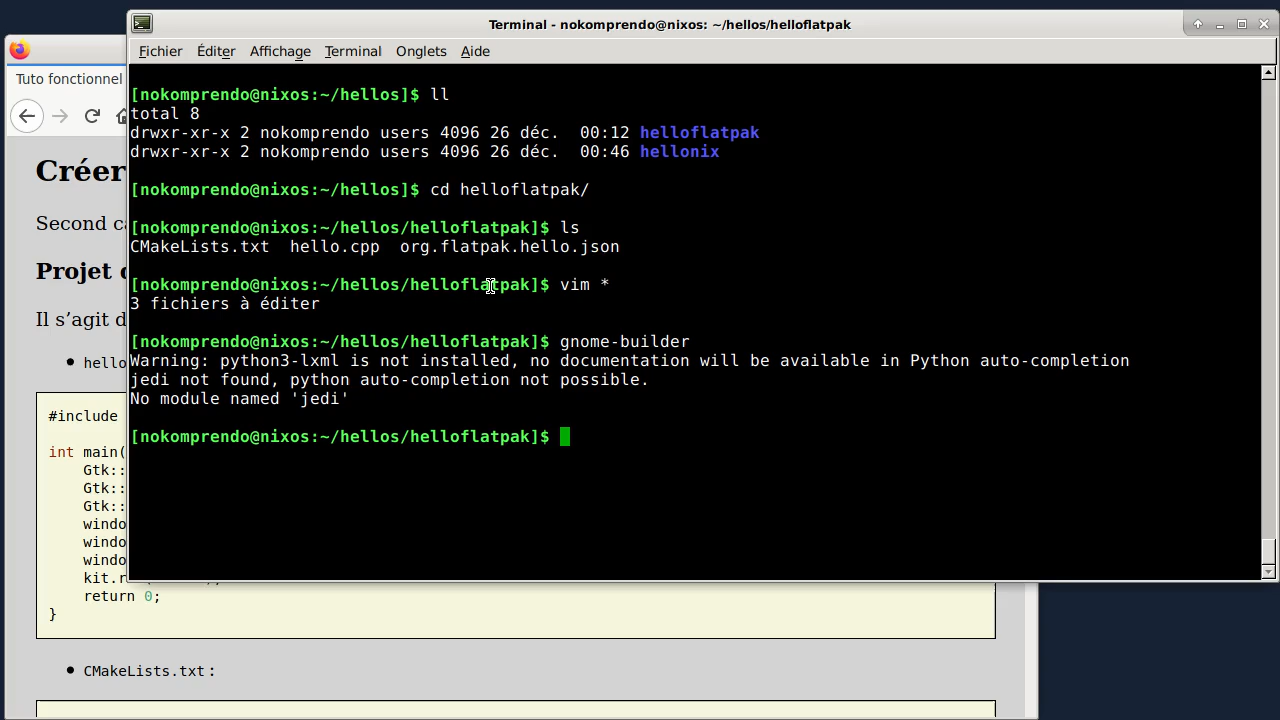 Terminal - nokomprendo@nixos: ~/hellos/helloflatpak
Fichier Éditer Affichage Terminal Onglets Aide
[nokomprendo@nixos:~/hellos]$ ll
total 8
drwxr-xr-x 2 nokomprendo users 4096 26 déc.  00:12 helloflatpak
drwxr-xr-x 2 nokomprendo users 4096 26 déc.  00:46 hellonix
[nokomprendo@nixos:~/hellos]$ cd helloflatpak/
[nokomprendo@nixos:~/hellos/helloflatpak]$ ls
CMakeLists.txt  hello.cpp  org.flatpak.hello.json
[nokomprendo@nixos:~/hellos/helloflatpak]$ vim *
3 fichiers à éditer
[nokomprendo@nixos:~/hellos/helloflatpak]$ gnome-builder
Warning: python3-lxml is not installed, no documentation will be available in Python auto-completion
jedi not found, python auto-completion not possible.
No module named 'jedi'
[nokomprendo@nixos:~/hellos/helloflatpak]$
Tuto fonctionnel
Créer
Second
Projet
Il s’agit
hello
#include
int main(
Gtk::
Gtk::
Gtk::
windo
windo
windo
kit.r
return 0;
}
CMakeLists.txt :